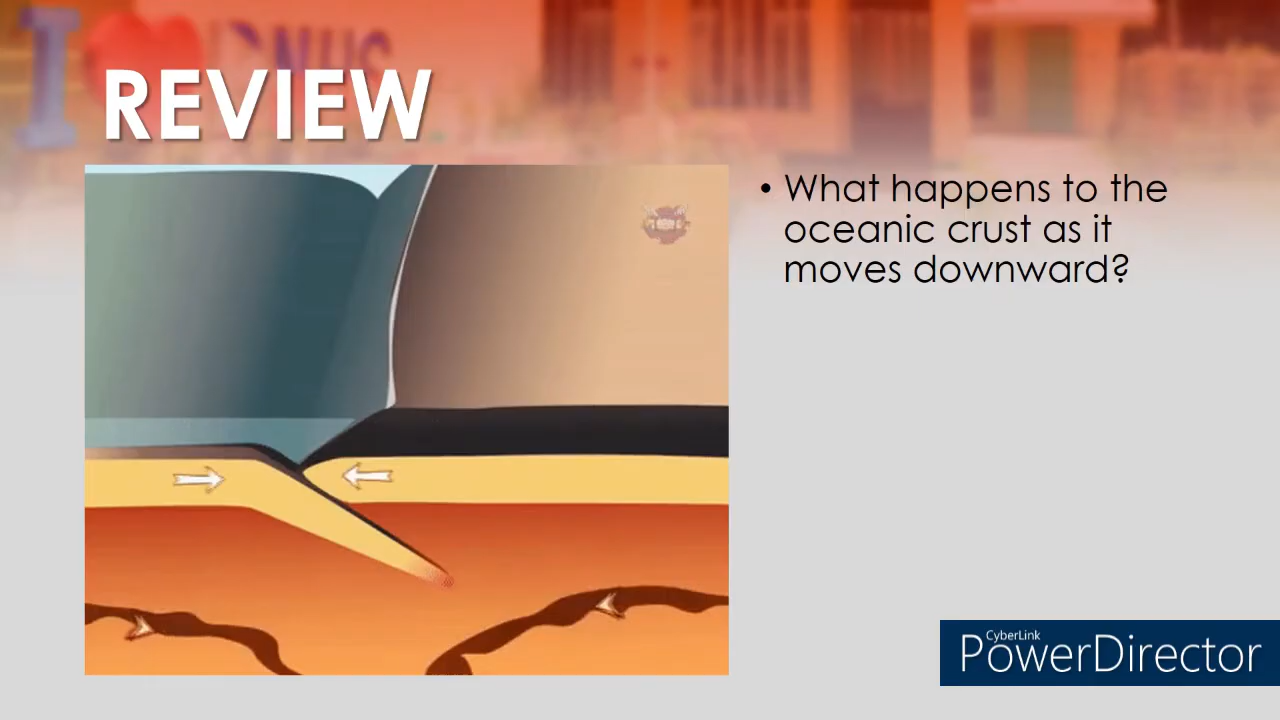 REVIEW
• What happens to the
oceanic crust as it
moves downward?
CyberLink
PowerDirector